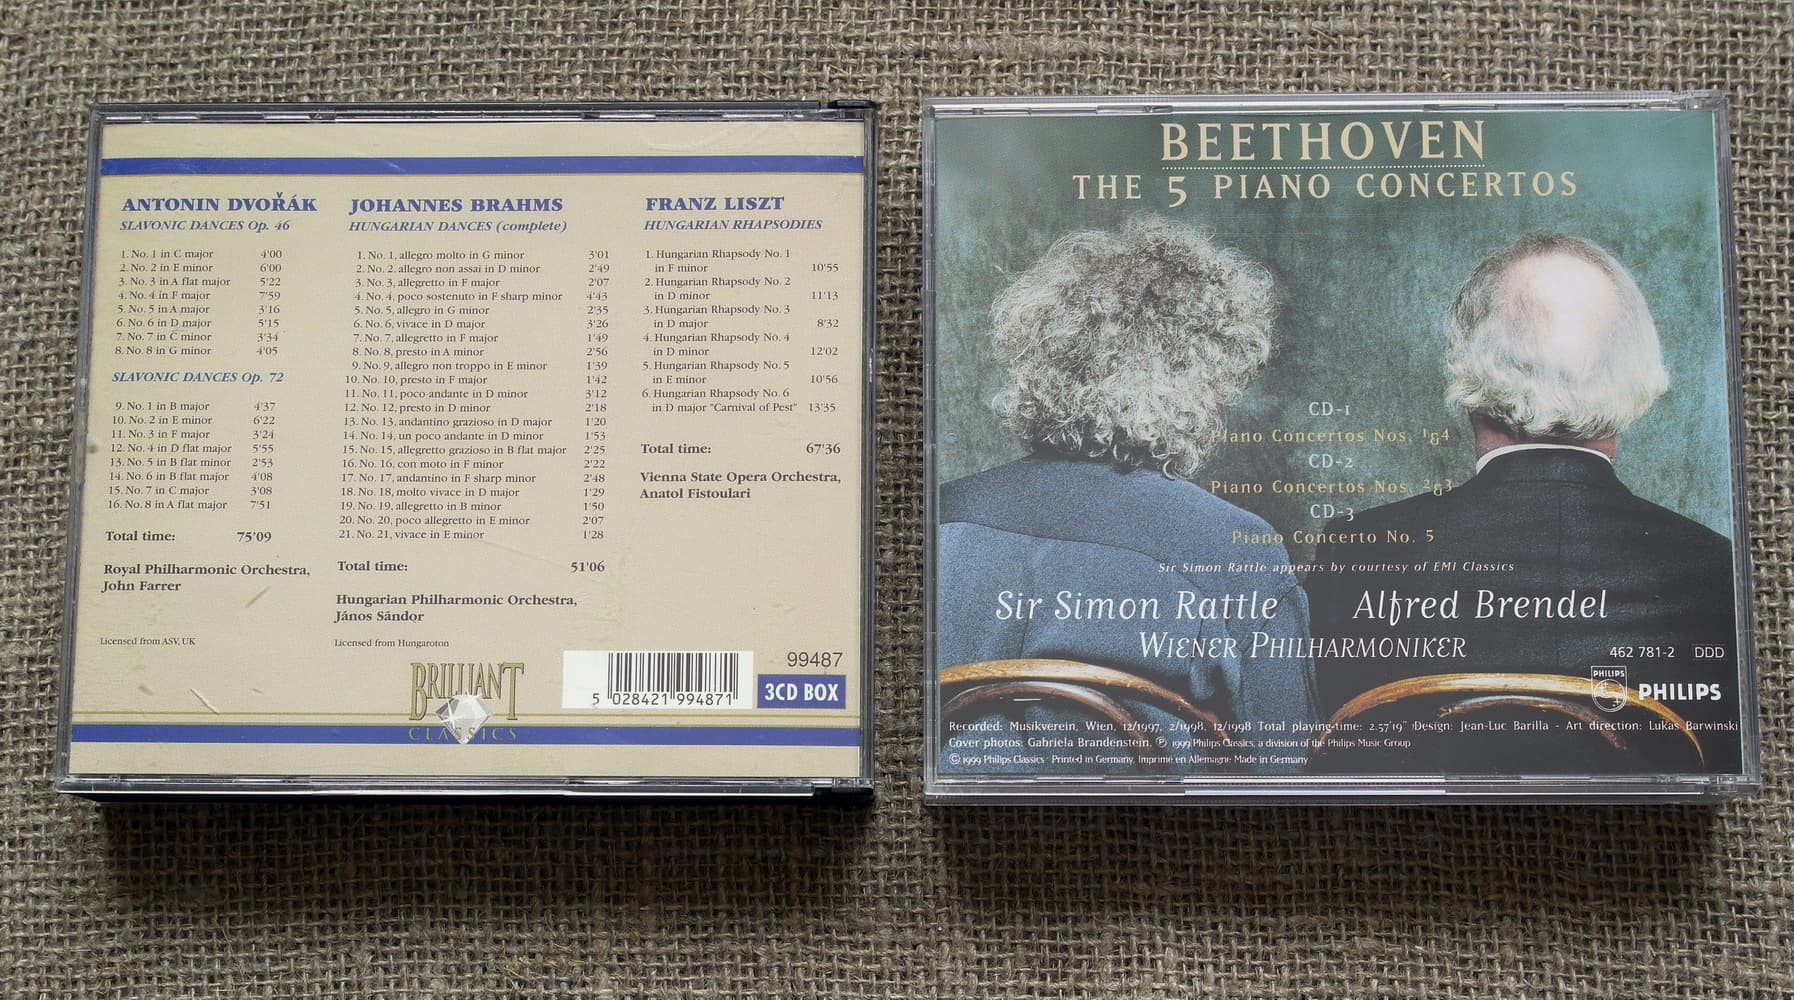 ANTONIN DVOŘÁK
SLAVONIC DANCES Op. 46
1. No. 1 in C major 4'00
2. No. 2 in E minor 6'00
3. No. 3 in A flat major 5'22
4. No. 4 in F major 7'59
5. No. 5 in A major 3'16
6. No. 6 in D major 5'15
7. No. 7 in C minor 3'34
8. No. 8 in G minor 4'05
SLAVONIC DANCES Op. 72
9. No. 1 in B major 4'37
10. No. 2 in E minor 6'22
11. No. 3 in F major 3'24
12. No. 4 in D flat major 5'55
13. No. 5 in B flat minor 2'53
14. No. 6 in B flat major 4'08
15. No. 7 in C major 3'08
16. No. 8 in A flat major 7'51
Total time: 75'09
Royal Philharmonic Orchestra,
John Farrer
Licensed from ASV, UK
JOHANNES BRAHMS
HUNGARIAN DANCES (complete)
1. No. 1, allegro molto in G minor 3'01
2. No. 2. allegro non assai in D minor 2'49
3. No. 3, allegretto in F major 2'07
4. No. 4, poco sostenuto in F sharp minor 4'43
5. No. 5, allegro in G minor 2'35
6. No. 6, vivace in D major 3'26
7. No. 7, allegretto in F major 1'49
8. No. 8, presto in A minor 2'56
9. No. 9, allegro non troppo in E minor 1'39
10. No. 10, presto in F major 1'42
11. No. 11, poco andante in D minor 3'12
12. No. 12, presto in D minor 2'18
13. No. 13, andantino grazioso in D major 1'20
14. No. 14, un poco andante in D minor 1'53
15. No. 15, allegretto grazioso in B flat major 2'25
16. No. 16, con moto in F minor 2'22
17. No. 17, andantino in F sharp minor 2'48
18. No. 18, molto vivace in D major 1'29
19. No. 19, allegretto in B minor 1'50
20. No. 20, poco allegretto in E minor 2'07
21. No. 21, vivace in E minor 1'28
Total time: 51'06
Hungarian Philharmonic Orchestra,
János Sándor
Licensed from Hungaroton
FRANZ LISZT
HUNGARIAN RHAPSODIES
1. Hungarian Rhapsody No. 1
in F minor 10'55
2. Hungarian Rhapsody No. 2
in D minor 11'13
3. Hungarian Rhapsody No. 3
in D major 8'32
4. Hungarian Rhapsody No. 4
in D minor 12'02
5. Hungarian Rhapsody No. 5
in E minor 10'56
6. Hungarian Rhapsody No. 6
in D major "Carnival of Pest" 13'35
Total time: 67'36
Vienna State Opera Orchestra,
Anatol Fistoulari
BRILLIANT
CLASSICS
5 028421 994871
99487
3CD BOX
BEETHOVEN
THE 5 PIANO CONCERTOS
CD-1
Piano Concertos Nos. 1&4
CD-2
Piano Concertos Nos. 2&3
CD-3
Piano Concerto No. 5
Sir Simon Rattle appears by courtesy of EMI Classics
Sir Simon Rattle Alfred Brendel
WIENER PHILHARMONIKER
462 781-2 DDD
PHILIPS
PHILIPS
Recorded: Musikverein, Wien, 12/1997, 2/1998, 12/1998 Total playing-time: 2.57'19" Design: Jean-Luc Barilla - Art direction: Lukas Barwinski
Cover photos: Gabriela Brandenstein, ℗ 1999 Philips Classics, a division of the Philips Music Group
© 1999 Philips Classics · Printed in Germany, Imprimé en Allemagne Made in Germany